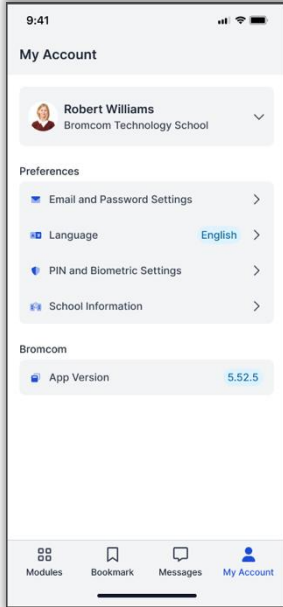 9:41
My Account
Robert Williams
Bromcom Technology School
Preferences
Email and Password Settings
Language English
PIN and Biometric Settings
School Information
Bromcom
App Version 5.52.5
Modules Bookmark Messages My Account